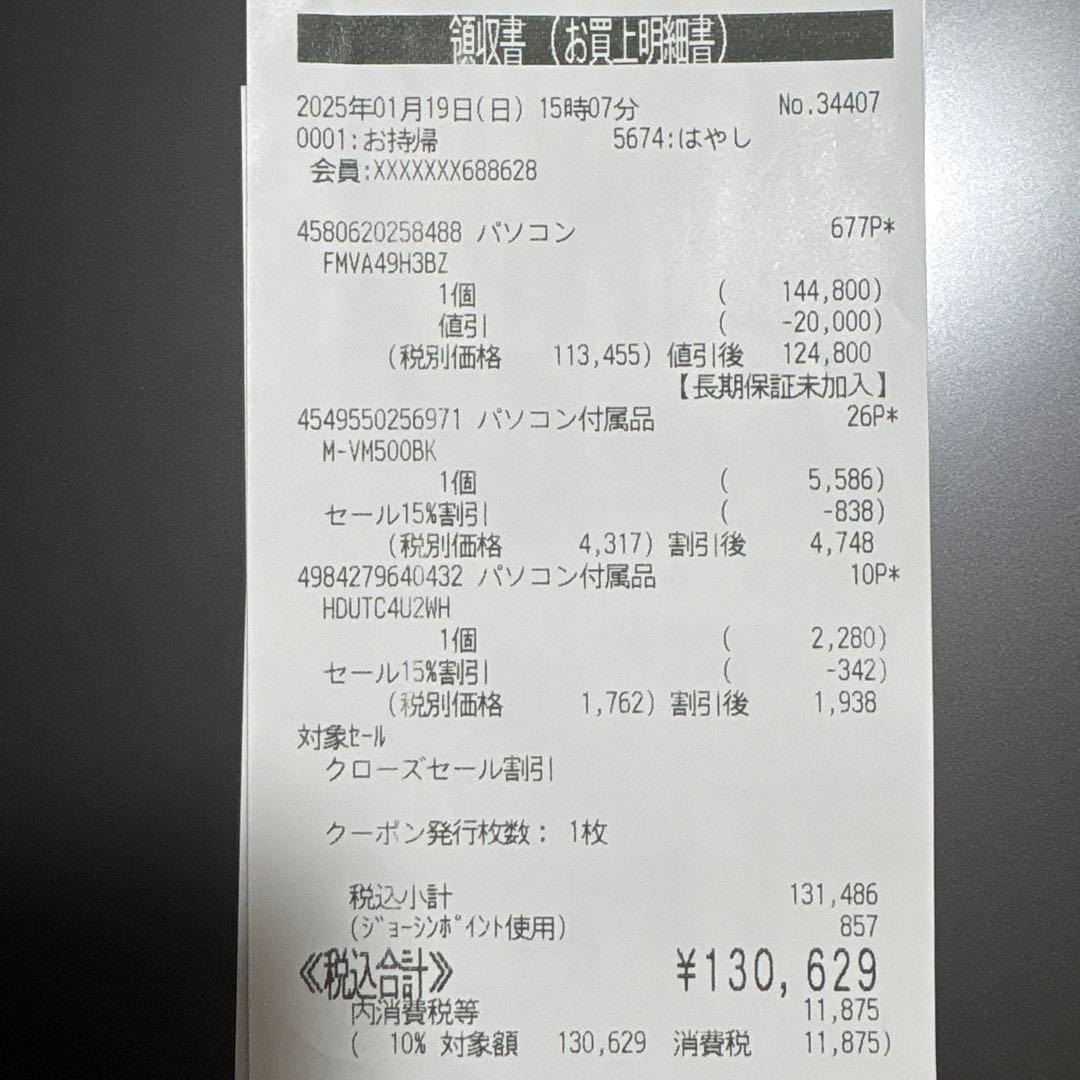 領収書 (お買上明細書)
2025年01月19日(日) 15時07分 No.34407
0001:お持帰 5674:はやし
会員:XXXXXXX688628
4580620258488 パソコン 677P*
FMVA49H3BZ
1個 ( 144,800)
値引 ( -20,000)
(税別価格 113,455) 値引後 124,800
【長期保証未加入】
4549550256971 パソコン付属品 26P*
M-VM500BK
1個 ( 5,586)
セール15%割引 ( -838)
(税別価格 4,317) 割引後 4,748
4984279640432 パソコン付属品 10P*
HDUTC4U2WH
1個 ( 2,280)
セール15%割引 ( -342)
(税別価格 1,762) 割引後 1,938
対象ｾｰﾙ
クローズセール割引
クーポン発行枚数: 1枚
税込小計 131,486
(ｼﾞｮｰｼﾝﾎﾟｲﾝﾄ使用) 857
《税込合計》 ¥130,629
内消費税等 11,875
( 10% 対象額 130,629 消費税 11,875)